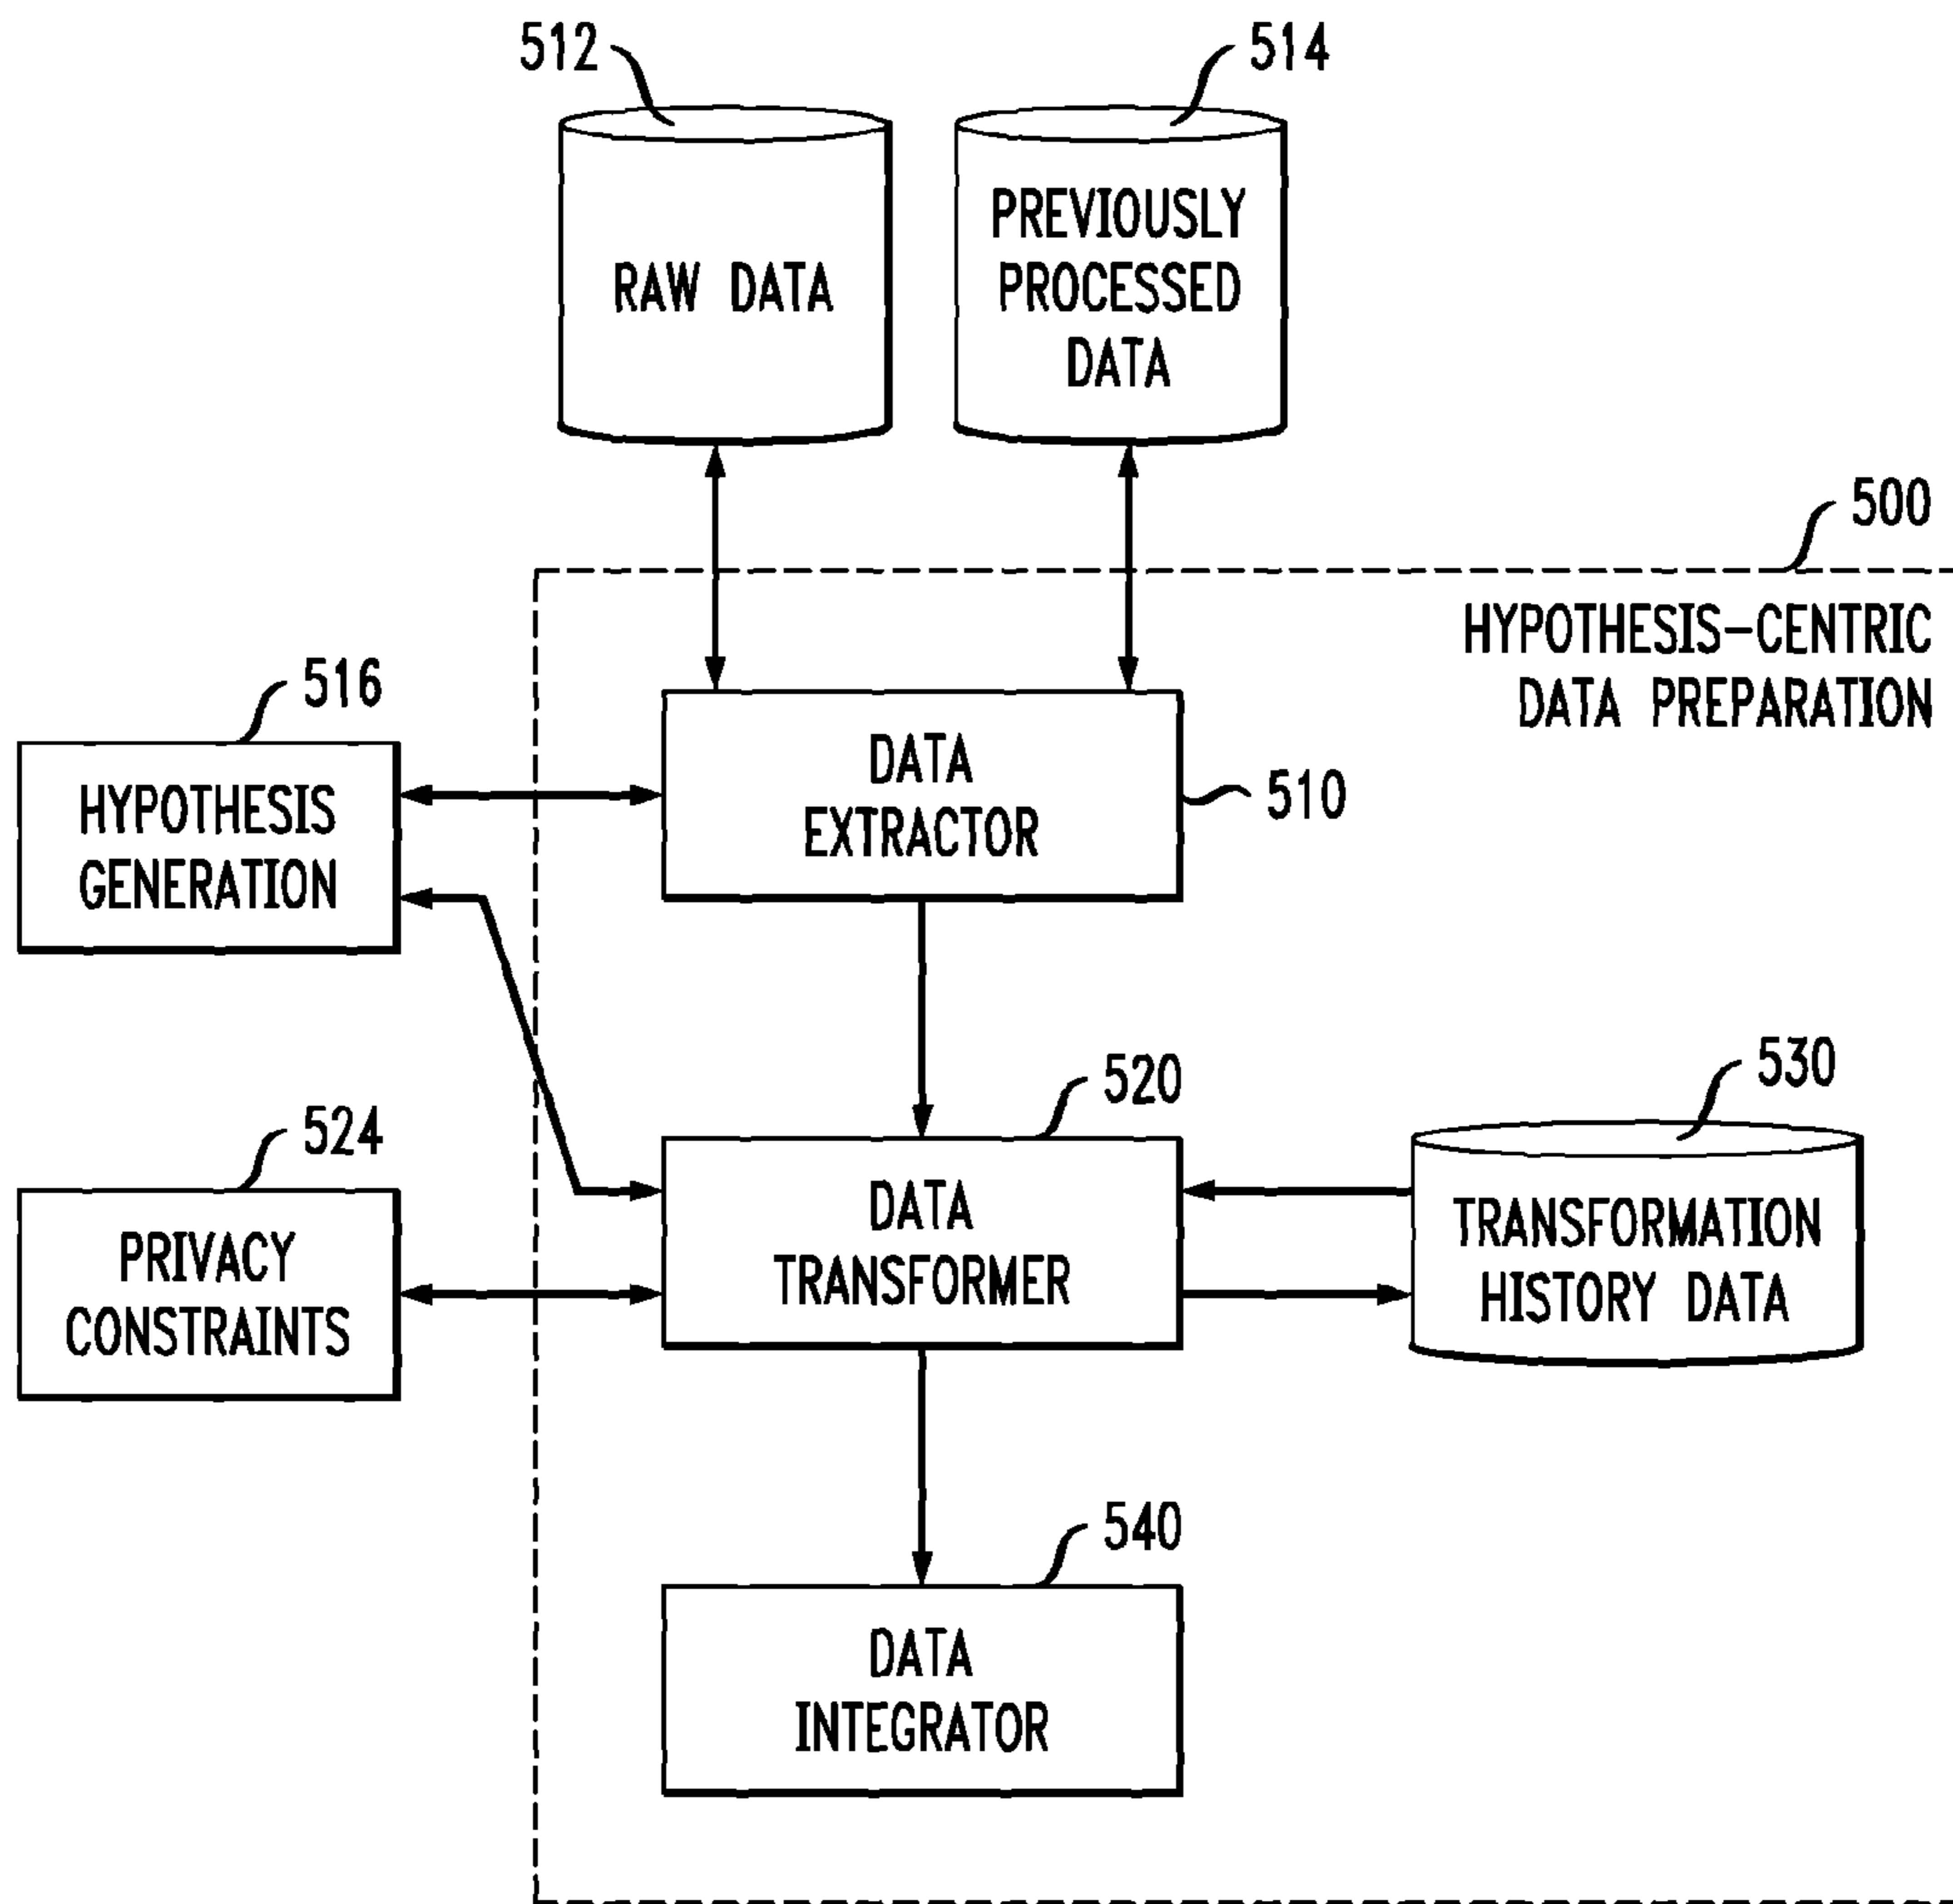 512
514
RAW DATA
PREVIOUSLY
PROCESSED
DATA
500
HYPOTHESIS-CENTRIC
DATA PREPARATION
516
HYPOTHESIS
GENERATION
DATA
EXTRACTOR
510
524
PRIVACY
CONSTRAINTS
520
DATA
TRANSFORMER
530
TRANSFORMATION
HISTORY DATA
540
DATA
INTEGRATOR